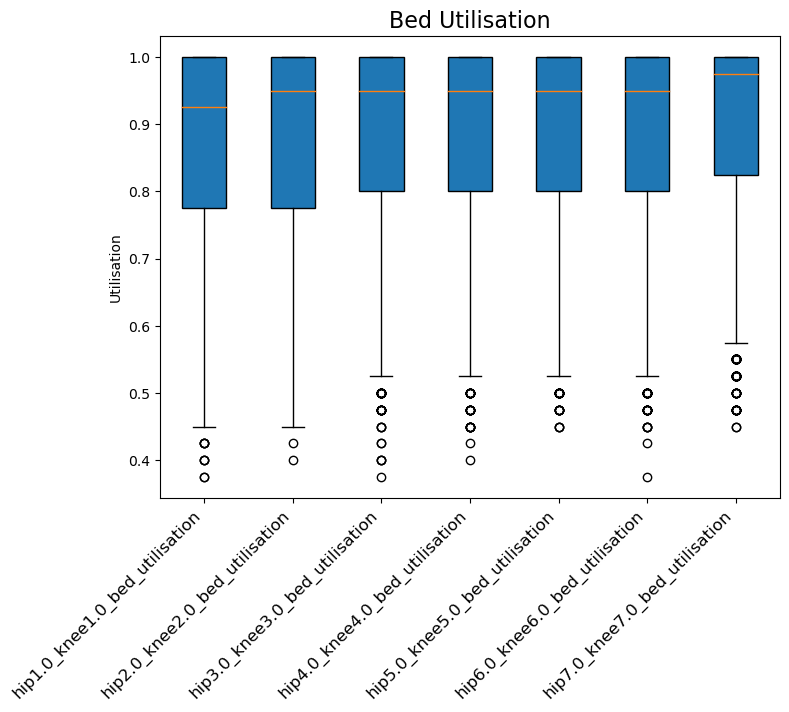 Bed Utilisation
Utilisation
1.0
0.9
0.8
0.7
0.6
0.5
0.4
hip1.0_knee1.0_bed_utilisation
hip2.0_knee2.0_bed_utilisation
hip3.0_knee3.0_bed_utilisation
hip4.0_knee4.0_bed_utilisation
hip5.0_knee5.0_bed_utilisation
hip6.0_knee6.0_bed_utilisation
hip7.0_knee7.0_bed_utilisation